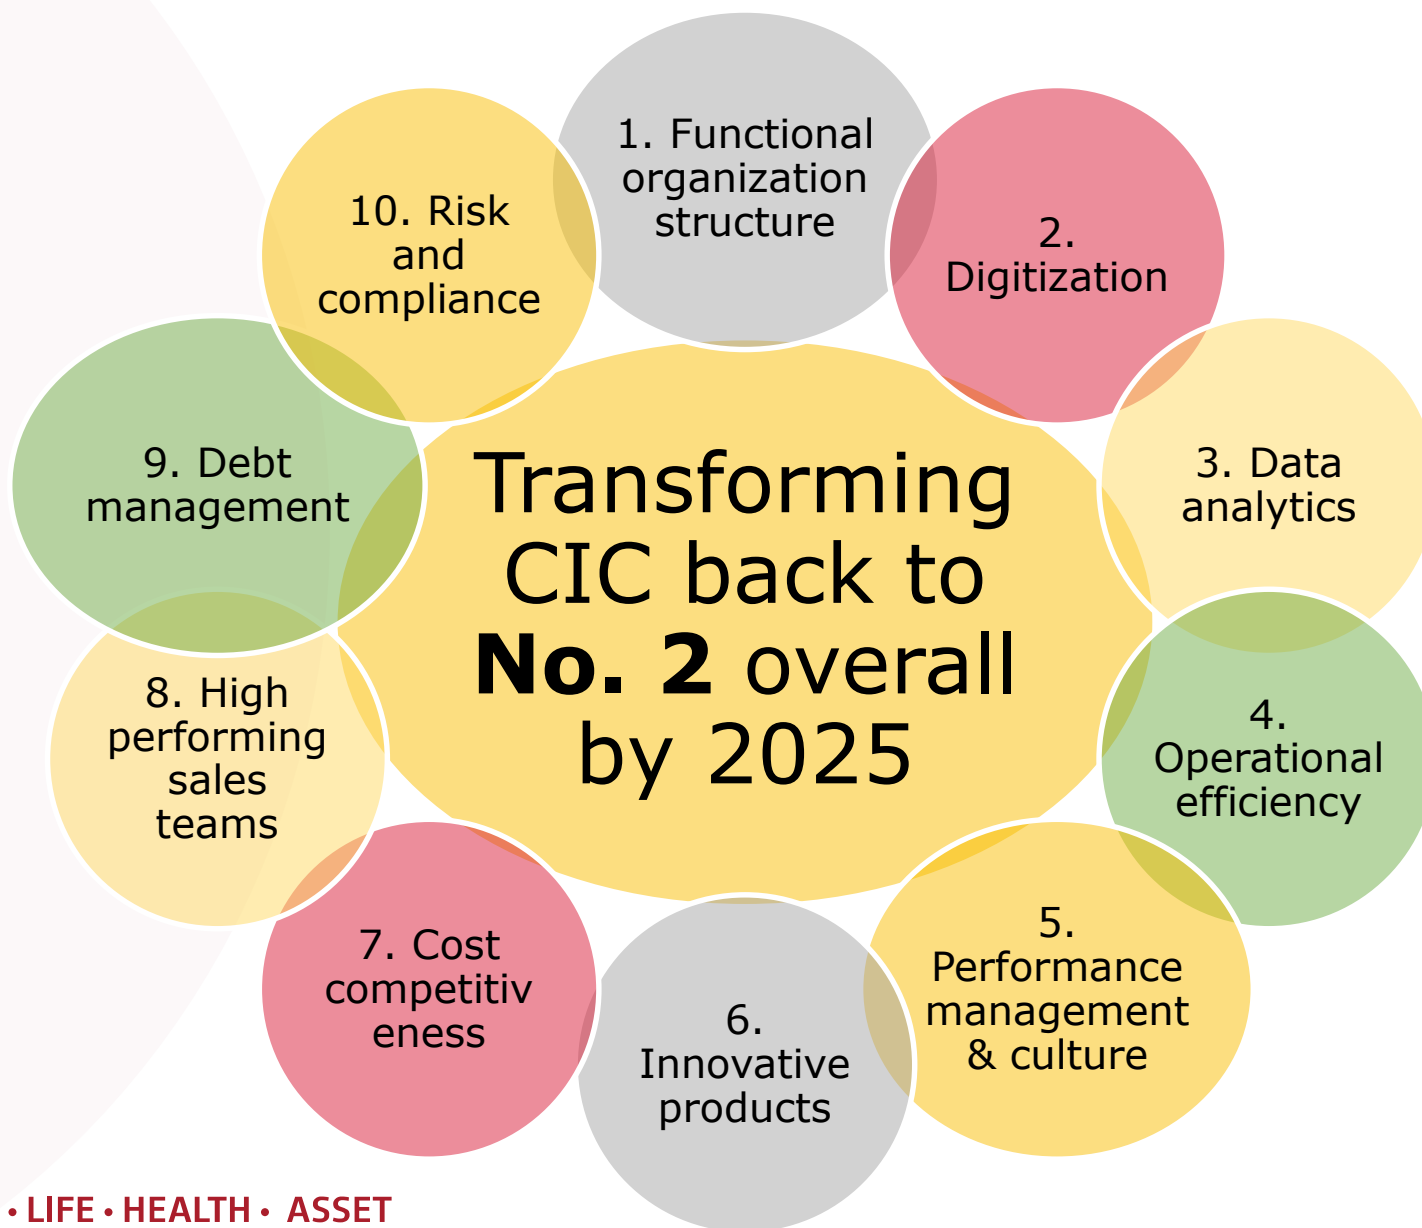 1. Functional
organization
structure
2.
Digitization
3. Data
analytics
4.
Operational
efficiency
5.
Performance
management
& culture
6.
Innovative
products
7. Cost
competitiv
eness
8. High
performing
sales
teams
9. Debt
management
10. Risk
and
compliance
Transforming
CIC back to
No. 2 overall
by 2025
• LIFE • HEALTH • ASSET